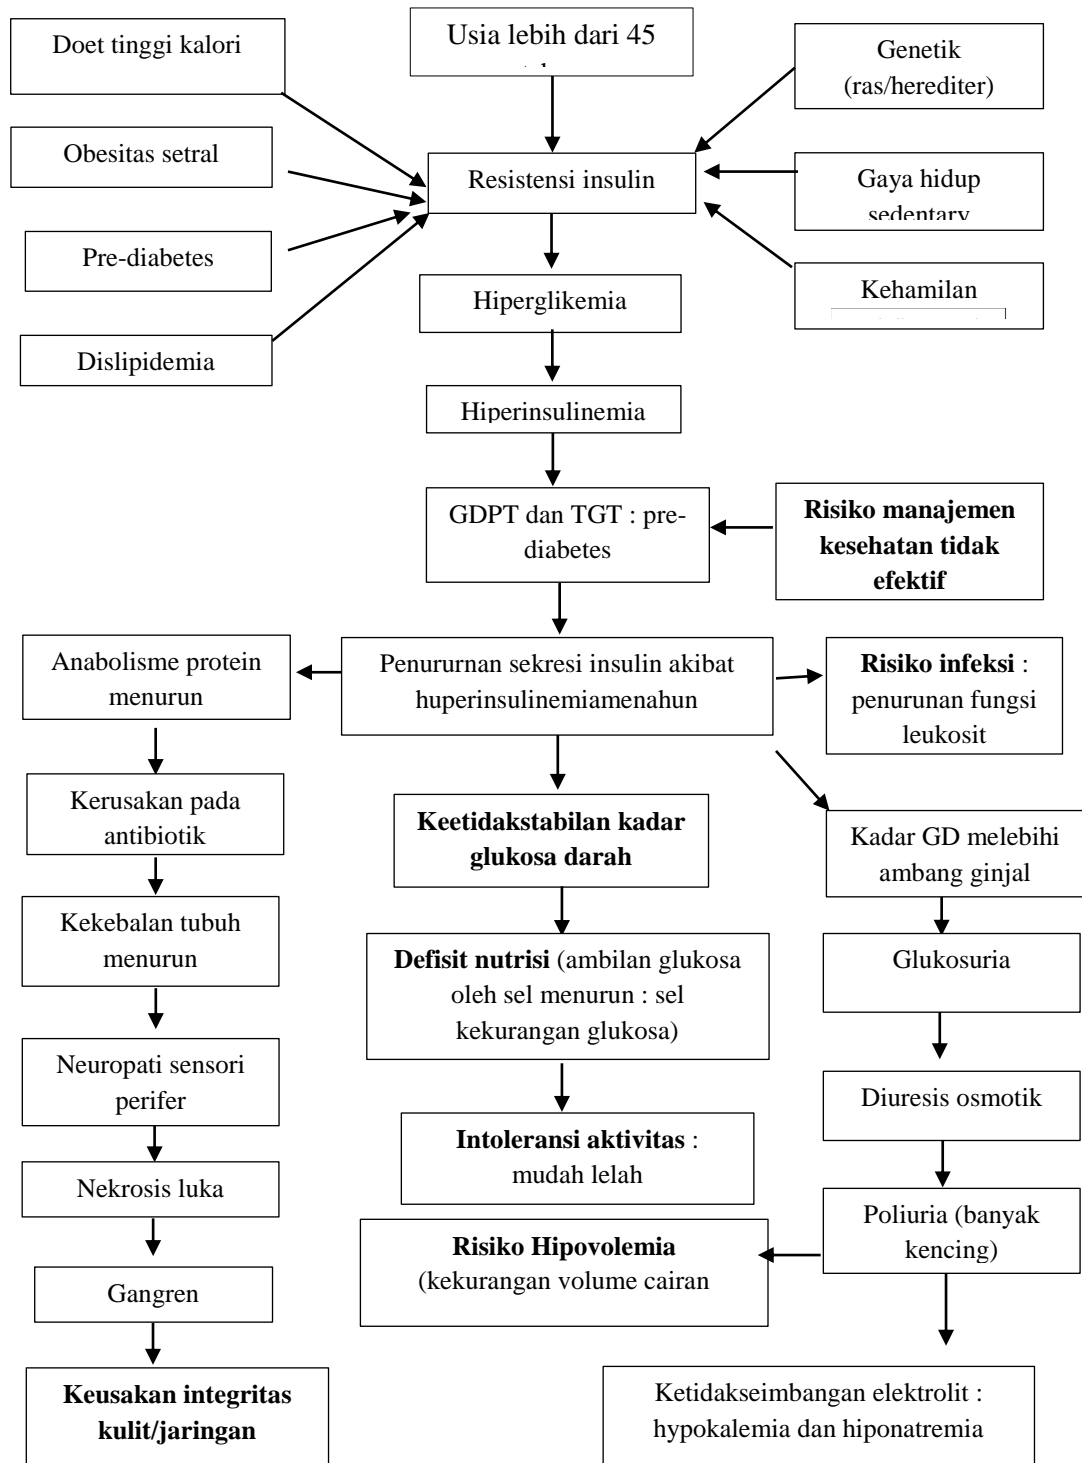 Doet tinggi kalori
Usia lebih dari 45
Genetik
(ras/herediter)
Obesitas setral
Resistensi insulin
Gaya hidup
sedentary
Pre-diabetes
Hiperglikemia
Kehamilan
Dislipidemia
Hiperinsulinemia
GDPT dan TGT : pre-
diabetes
Risiko manajemen
kesehatan tidak
efektif
Anabolisme protein
menurun
Penururnan sekresi insulin akibat
huperinsulinemiamenahun
Risiko infeksi :
penurunan fungsi
leukosit
Kerusakan pada
antibiotik
Keetidakstabilan kadar
glukosa darah
Kadar GD melebihi
ambang ginjal
Kekebalan tubuh
menurun
Defisit nutrisi (ambilan glukosa
oleh sel menurun : sel
kekurangan glukosa)
Glukosuria
Neuropati sensori
perifer
Diuresis osmotik
Intoleransi aktivitas :
mudah lelah
Nekrosis luka
Poliuria (banyak
kencing)
Risiko Hipovolemia
(kekurangan volume cairan
Gangren
Keusakan integritas
kulit/jaringan
Ketidakseimbangan elektrolit :
hypokalemia dan hiponatremia